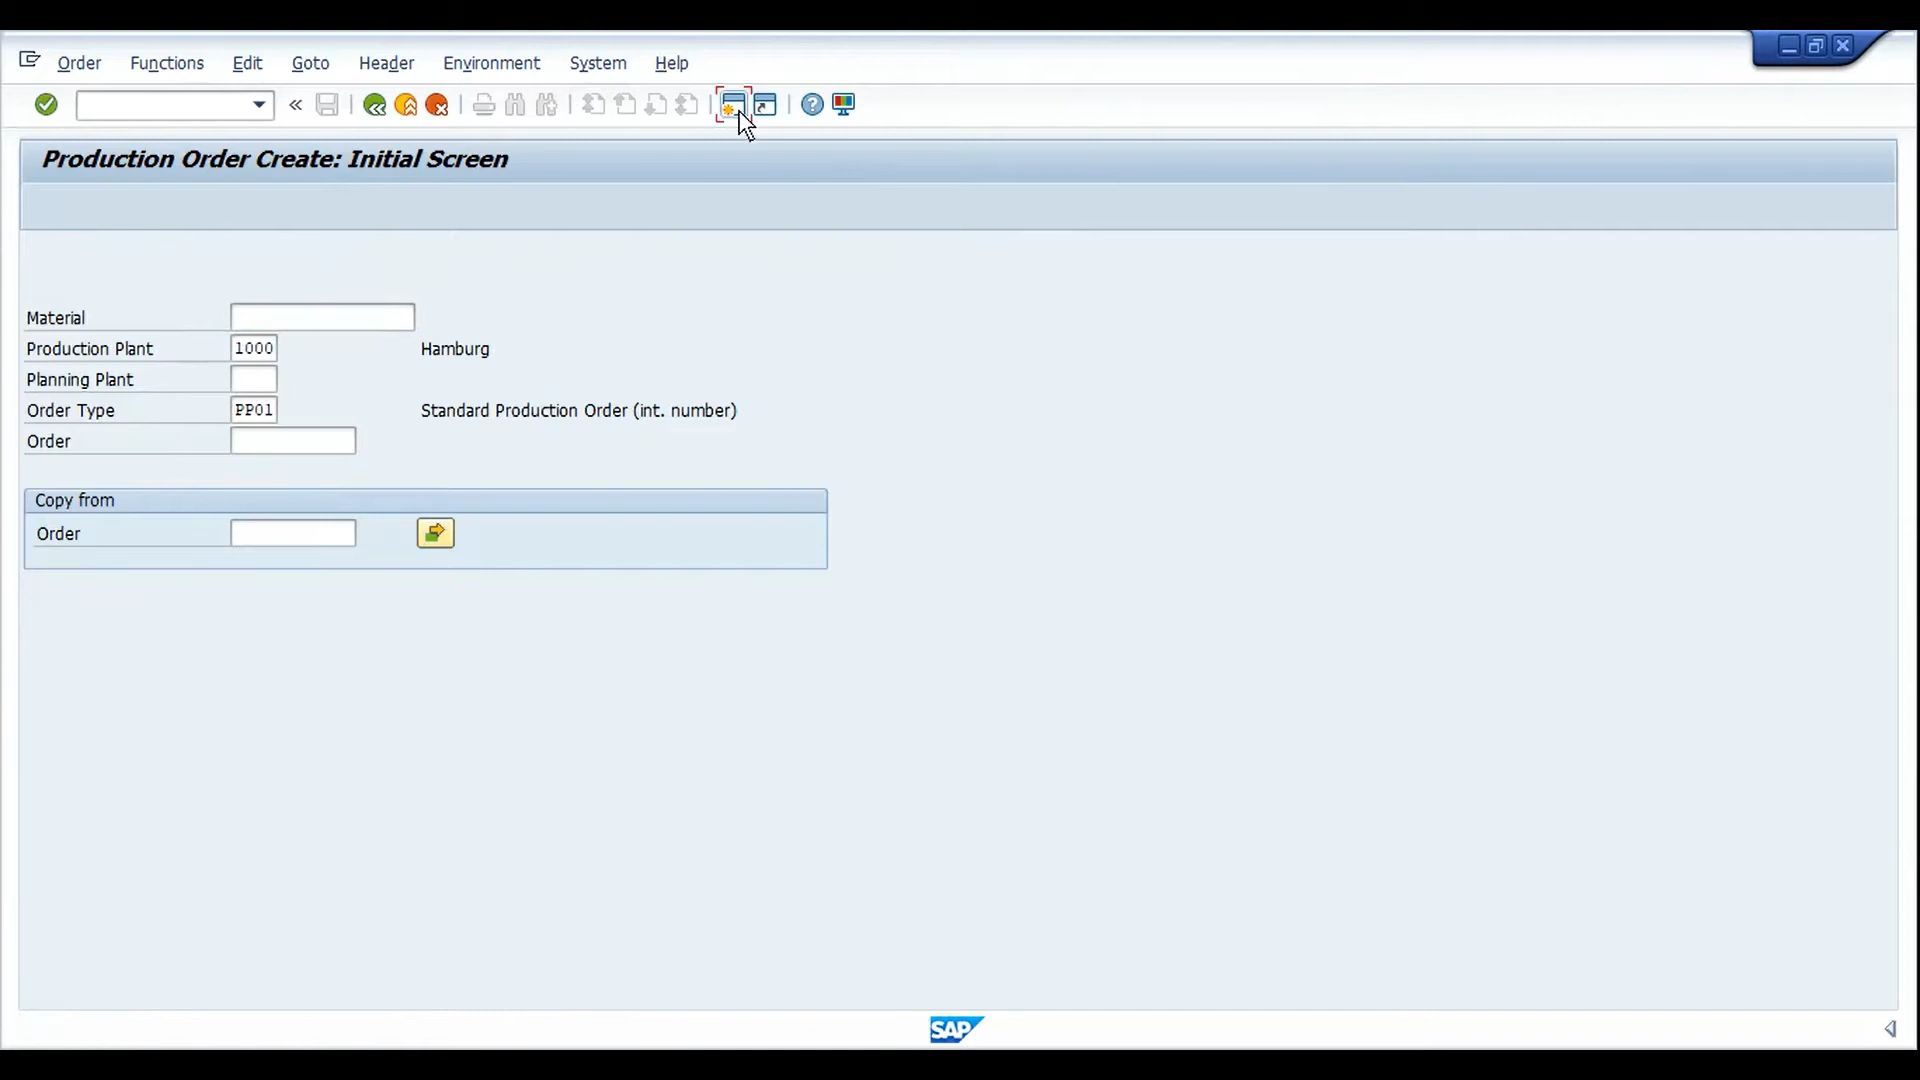 Order Functions Edit Goto Header Environment System Help
Production Order Create: Initial Screen
Material
Production Plant 1000 Hamburg
Planning Plant
Order Type PP01 Standard Production Order (int. number)
Order
Copy from
Order
SAP